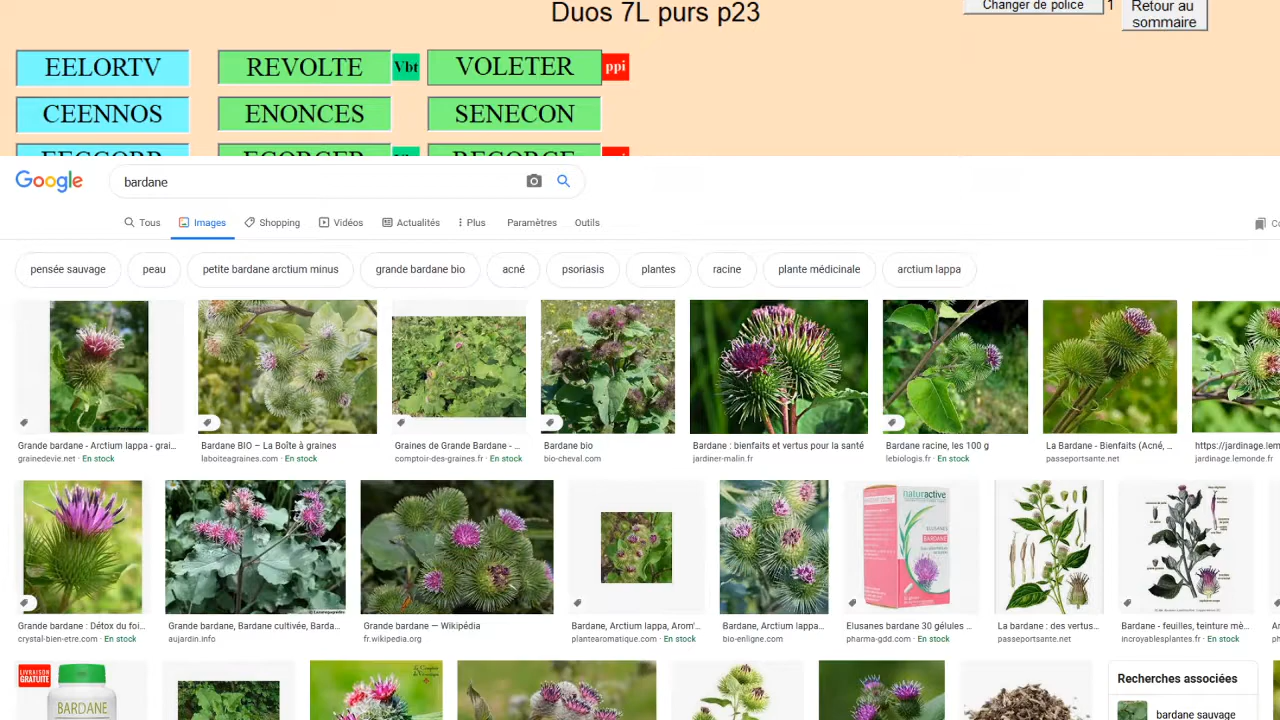 Duos 7L purs p23
Changer de police 1
Retour au
sommaire
EELORTV REVOLTE Vbt VOLETER ppi
CEENNOS ENONCES SENECON
Google bardane
Tous Images Shopping Vidéos Actualités Plus Paramètres Outils
pensée sauvage peau petite bardane arctium minus grande bardane bio acné psoriasis plantes racine plante médicinale arctium lappa
Grande bardane - Arctium lappa - grai... Bardane BIO – La Boîte à graines Graines de Grande Bardane - ... Bardane bio Bardane : bienfaits et vertus pour la santé Bardane racine, les 100 g La Bardane - Bienfaits (Acné, ... https://jardinage.lem
grainedevie.net · En stock laboiteagraines.com · En stock comptoir-des-graines.fr · En stock bio-cheval.com jardiner-malin.fr lebiologis.fr · En stock passeportsante.net jardinage.lemonde.fr
naturactive
BARDANE
Grande bardane : Détox du foi... Grande bardane, Bardane cultivée, Barda... Grande bardane — Wikipédia Bardane, Arctium lappa, Arom'... Bardane, Arctium lappa... Elusanes bardane 30 gélules ... La bardane : des vertus... Bardane - feuilles, teinture mè...
crystal-bien-etre.com · En stock aujardin.info fr.wikipedia.org plantearomatique.com · En stock bio-enligne.com pharma-gdd.com · En stock passeportsante.net incroyablesplantes.fr · En stock
LIVRAISON
GRATUITE
BARDANE
Recherches associées
bardane sauvage